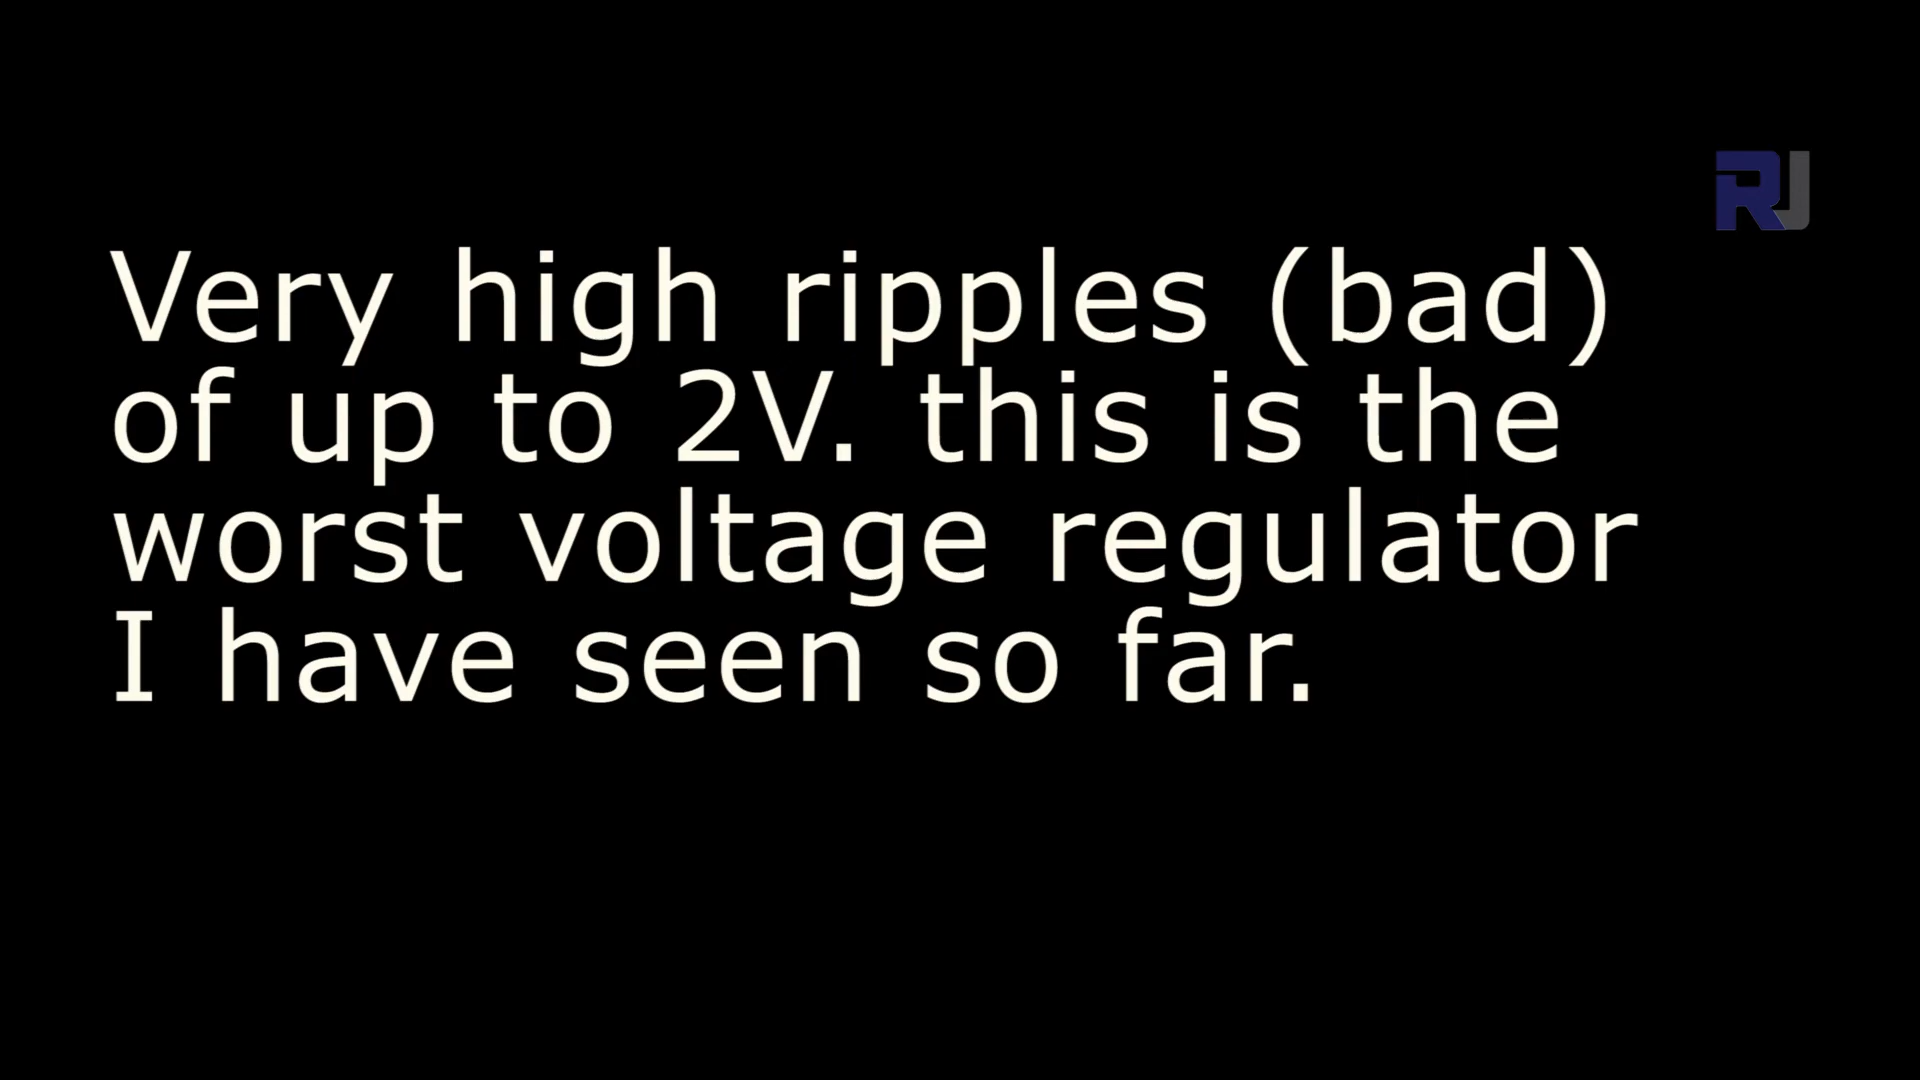 RJ
Very high ripples (bad)
of up to 2V. this is the
worst voltage regulator
I have seen so far.